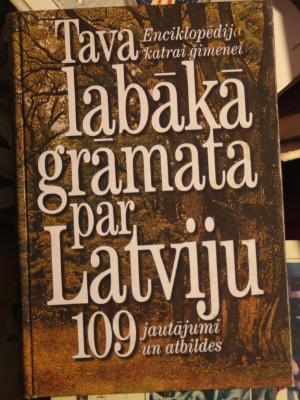 Tava
Enciklopēdija
katrai ģimenei
labākā
grāmata
par
Latviju
109
jautājumi
un atbildes